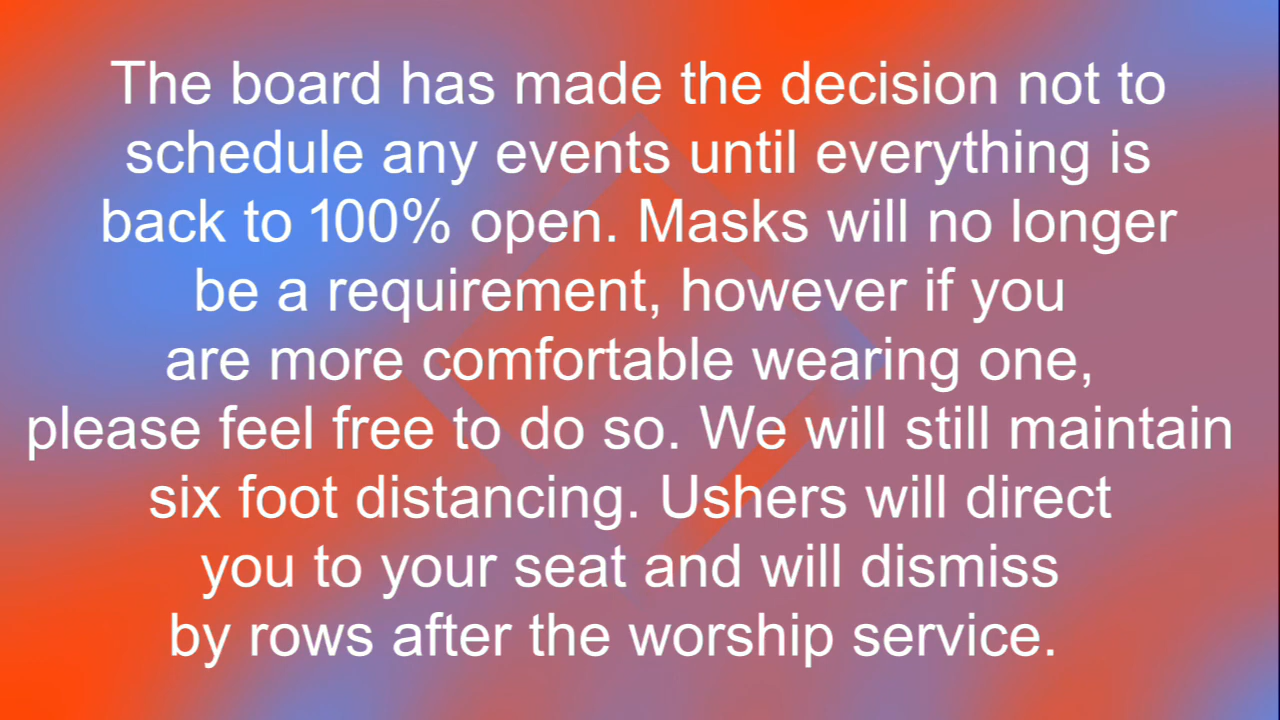 The board has made the decision not to
schedule any events until everything is
back to 100% open. Masks will no longer
be a requirement, however if you
are more comfortable wearing one,
please feel free to do so. We will still maintain
six foot distancing. Ushers will direct
you to your seat and will dismiss
by rows after the worship service.